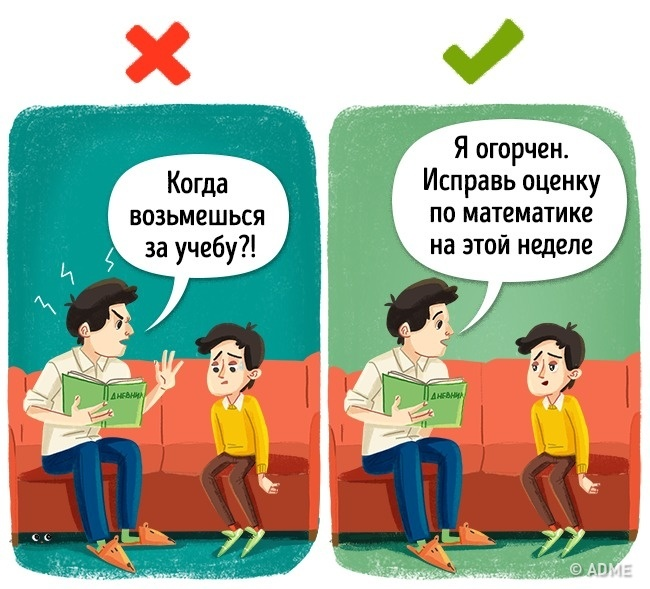 Когда
возьмешься
за учебу?!
Я огорчен.
Исправь оценку
по математике
на этой неделе
ДНЕВНИК
ДНЕВНИК
© ADME